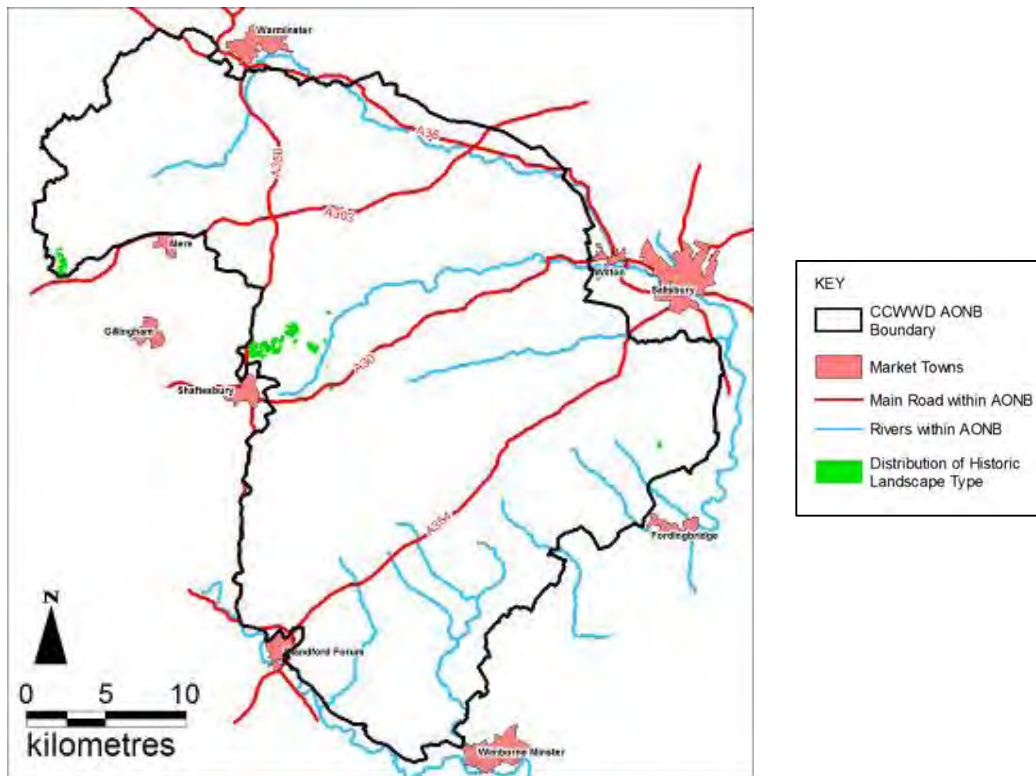 Warminster
A36
A350
A303
Mere
Wilton
Salisbury
Gillingham
A30
Shaftesbury
A354
Fordingbridge
Blandford Forum
Wimborne Minster
N
0 5 10
kilometres
KEY
CCWWD AONB
Boundary
Market Towns
Main Road within AONB
Rivers within AONB
Distribution of Historic
Landscape Type